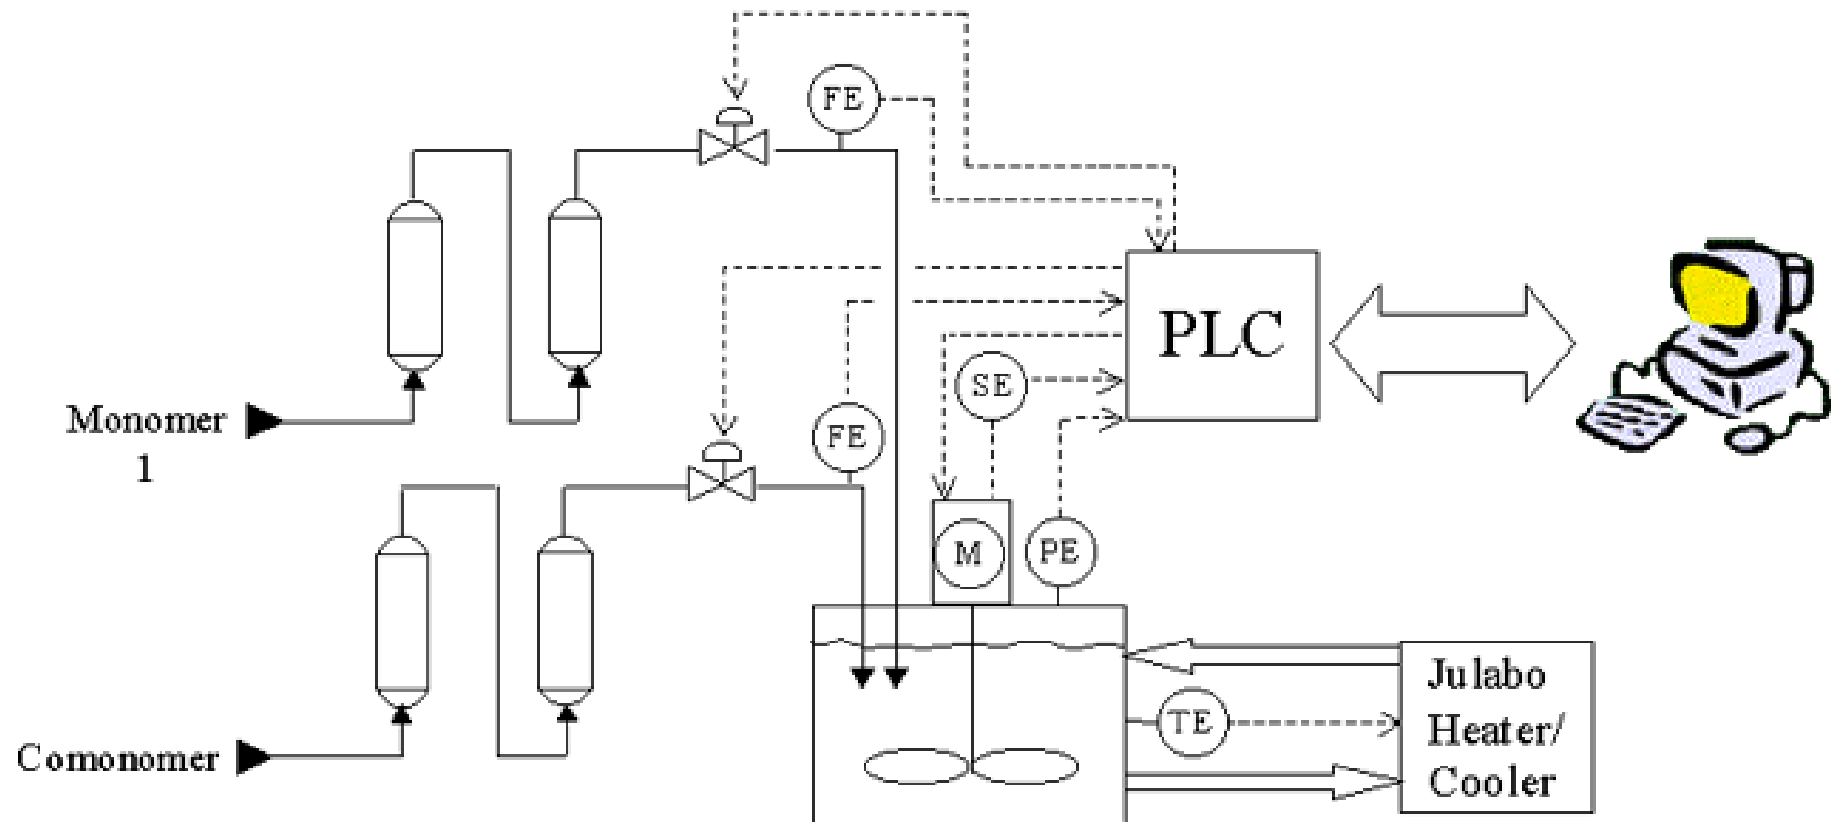 FE
PLC
SE
Monomer
1
FE
M
PE
Julabo
TE
Heater/
Comonomer
Cooler